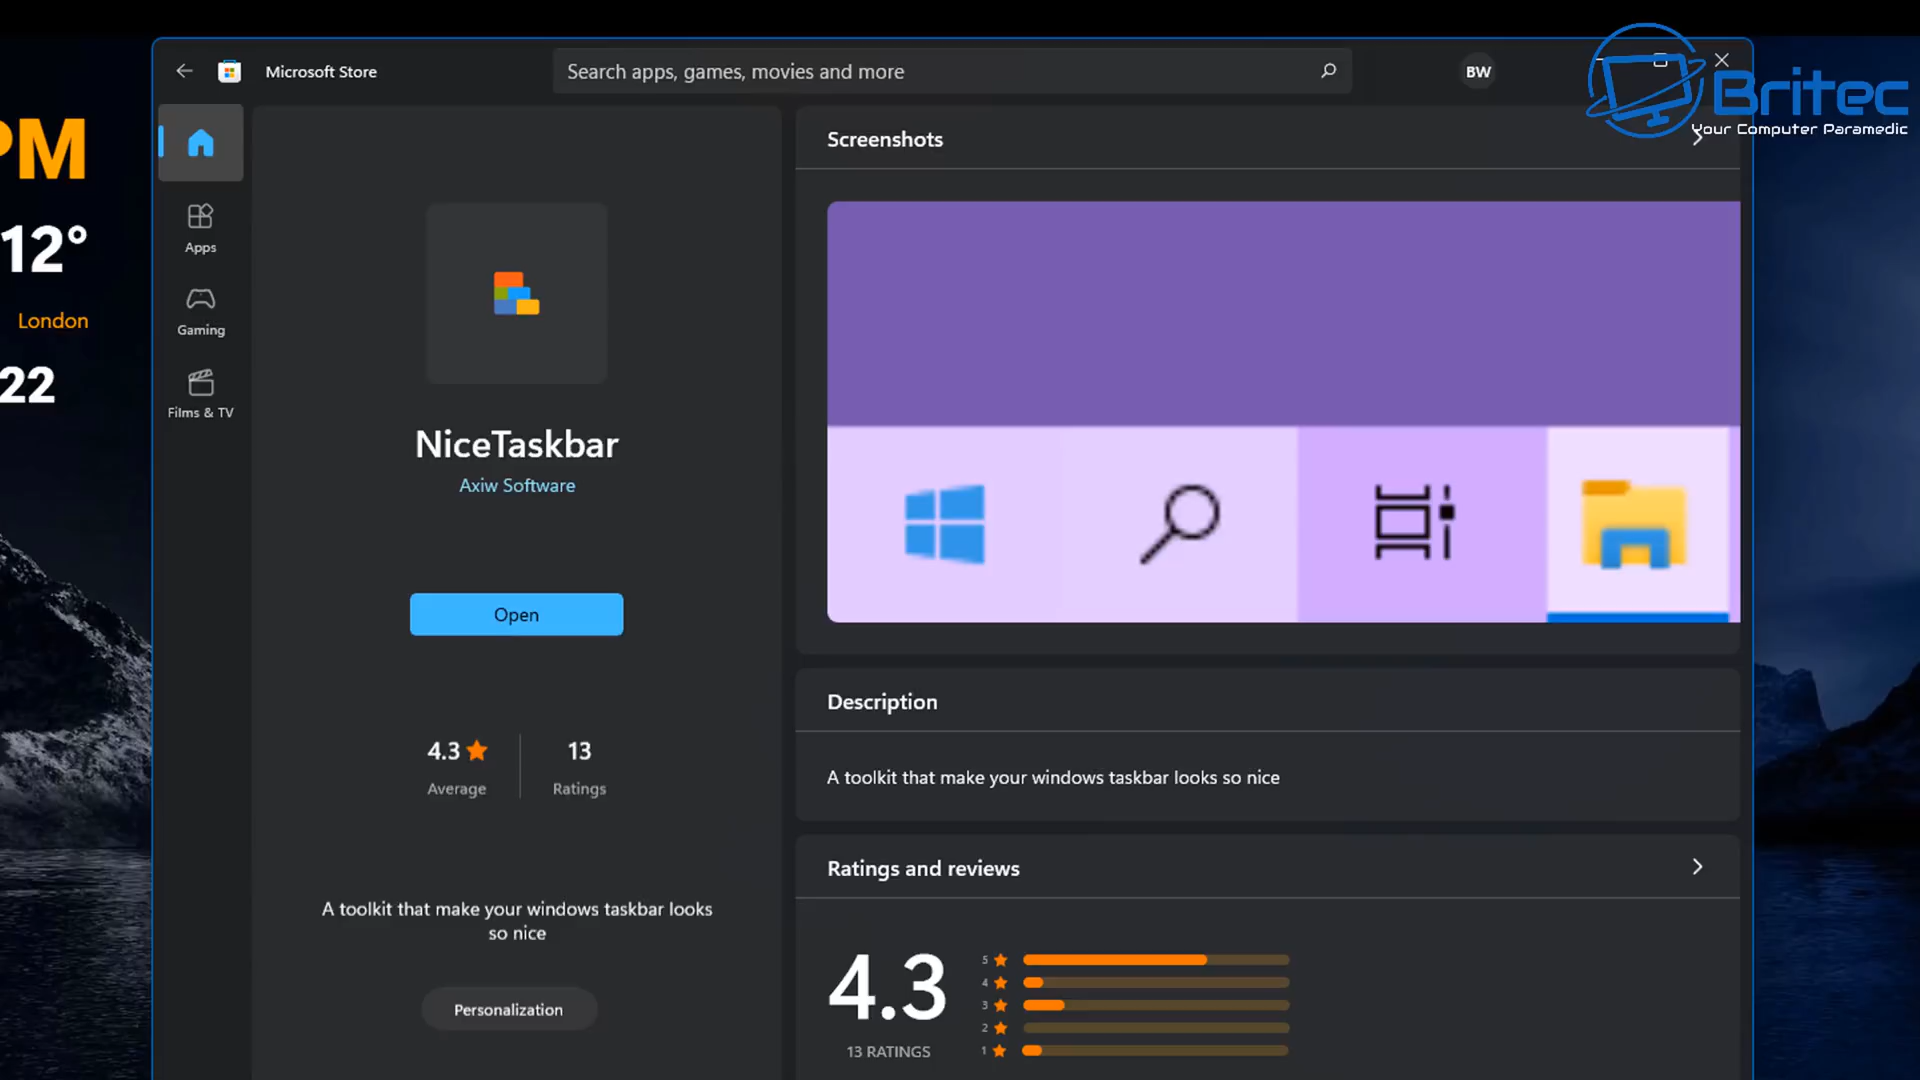 Microsoft Store
Search apps, games, movies and more
BW
Britec
Your Computer Paramedic
PM
12°
London
22
Apps
Gaming
Films & TV
NiceTaskbar
Axiw Software
Open
4.3
Average
13
Ratings
A toolkit that make your windows taskbar looks
so nice
Personalization
Screenshots
Description
A toolkit that make your windows taskbar looks so nice
Ratings and reviews
4.3
13 RATINGS
5
4
3
2
1